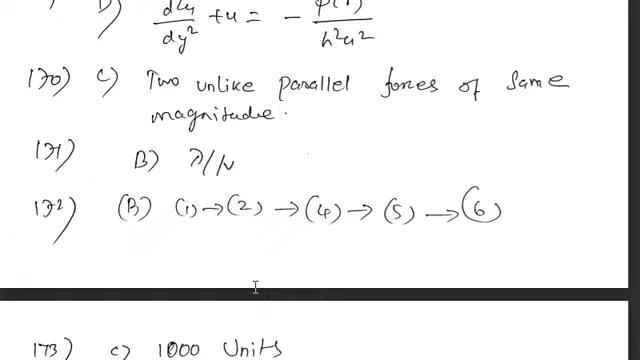 D) d²u/dy² + u = - P(r)/h²u²
170) C) Two unlike parallel forces of same
magnitude.
171) B) λ/μ
172) (B) (1) → (2) → (4) → (5) → (6)
173) C) 1000 Units